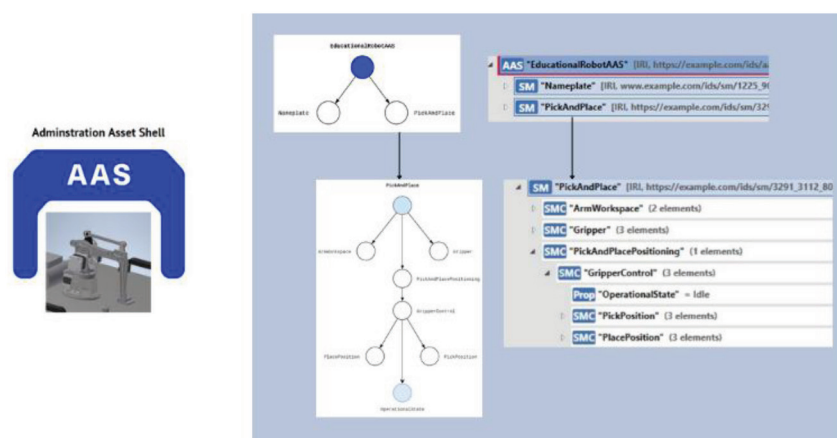 Adminstration Asset Shell
AAS
EducationalRobotAAS
Nameplate
PickAndPlace
AAS "EducationalRobotAAS" [IRI, https://example.com/ids/a
SM "Nameplate" [IRI, www.example.com/ids/sm/1225_90
SM "PickAndPlace" [IRI, https://example.com/ids/sm/329
PickAndPlace
ArmWorkspace
Gripper
PickAndPlacePositioning
GripperControl
PlacePosition
PickPosition
OperationalState
SM "PickAndPlace" [IRI, https://example.com/ids/sm/3291_3112_80
SMC "ArmWorkspace" (2 elements)
SMC "Gripper" (3 elements)
SMC "PickAndPlacePositioning" (1 elements)
SMC "GripperControl" (3 elements)
Prop "OperationalState" = Idle
SMC "PickPosition" (3 elements)
SMC "PlacePosition" (3 elements)